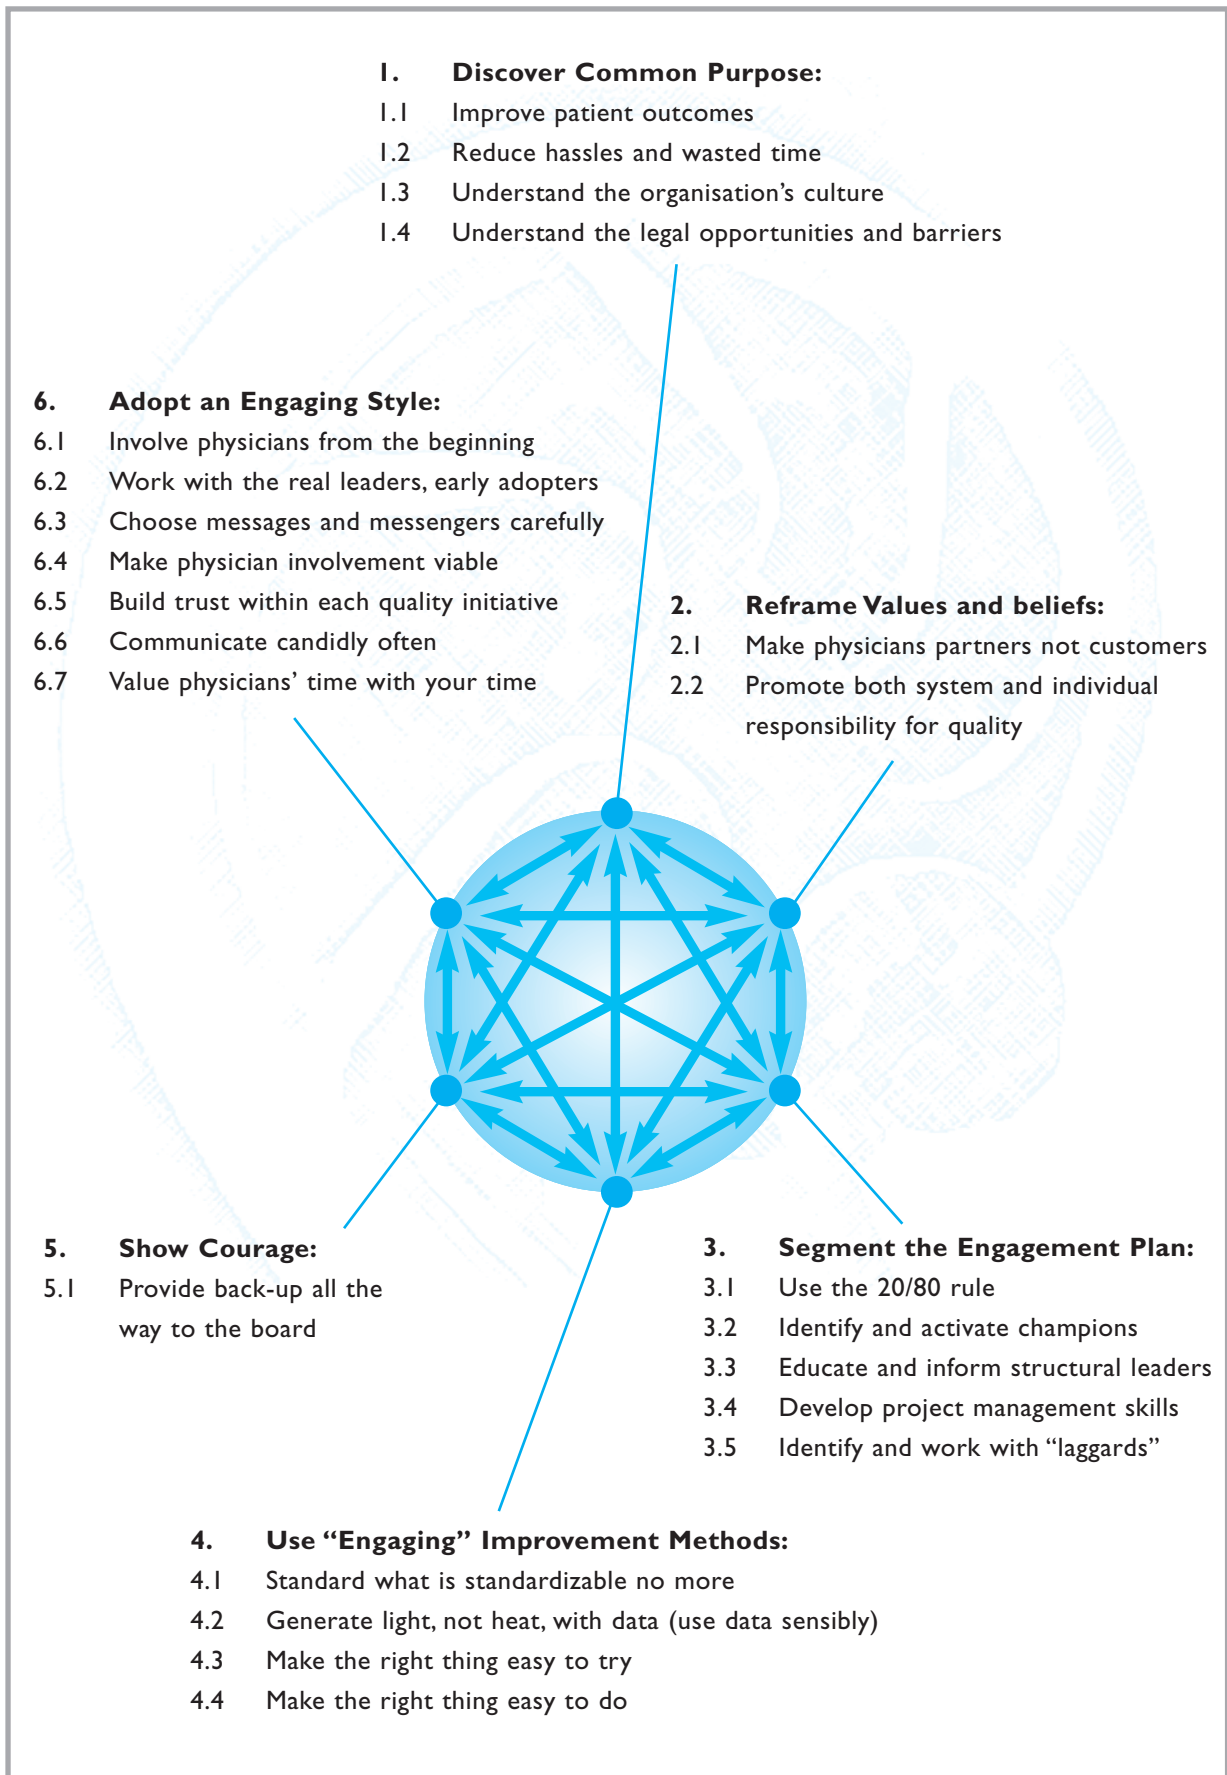 1. Discover Common Purpose:
1.1 Improve patient outcomes
1.2 Reduce hassles and wasted time
1.3 Understand the organisation’s culture
1.4 Understand the legal opportunities and barriers
6. Adopt an Engaging Style:
6.1 Involve physicians from the beginning
6.2 Work with the real leaders, early adopters
6.3 Choose messages and messengers carefully
6.4 Make physician involvement viable
6.5 Build trust within each quality initiative
6.6 Communicate candidly often
6.7 Value physicians’ time with your time
2. Reframe Values and beliefs:
2.1 Make physicians partners not customers
2.2 Promote both system and individual
responsibility for quality
5. Show Courage:
5.1 Provide back-up all the
way to the board
3. Segment the Engagement Plan:
3.1 Use the 20/80 rule
3.2 Identify and activate champions
3.3 Educate and inform structural leaders
3.4 Develop project management skills
3.5 Identify and work with “laggards”
4. Use “Engaging” Improvement Methods:
4.1 Standard what is standardizable no more
4.2 Generate light, not heat, with data (use data sensibly)
4.3 Make the right thing easy to try
4.4 Make the right thing easy to do